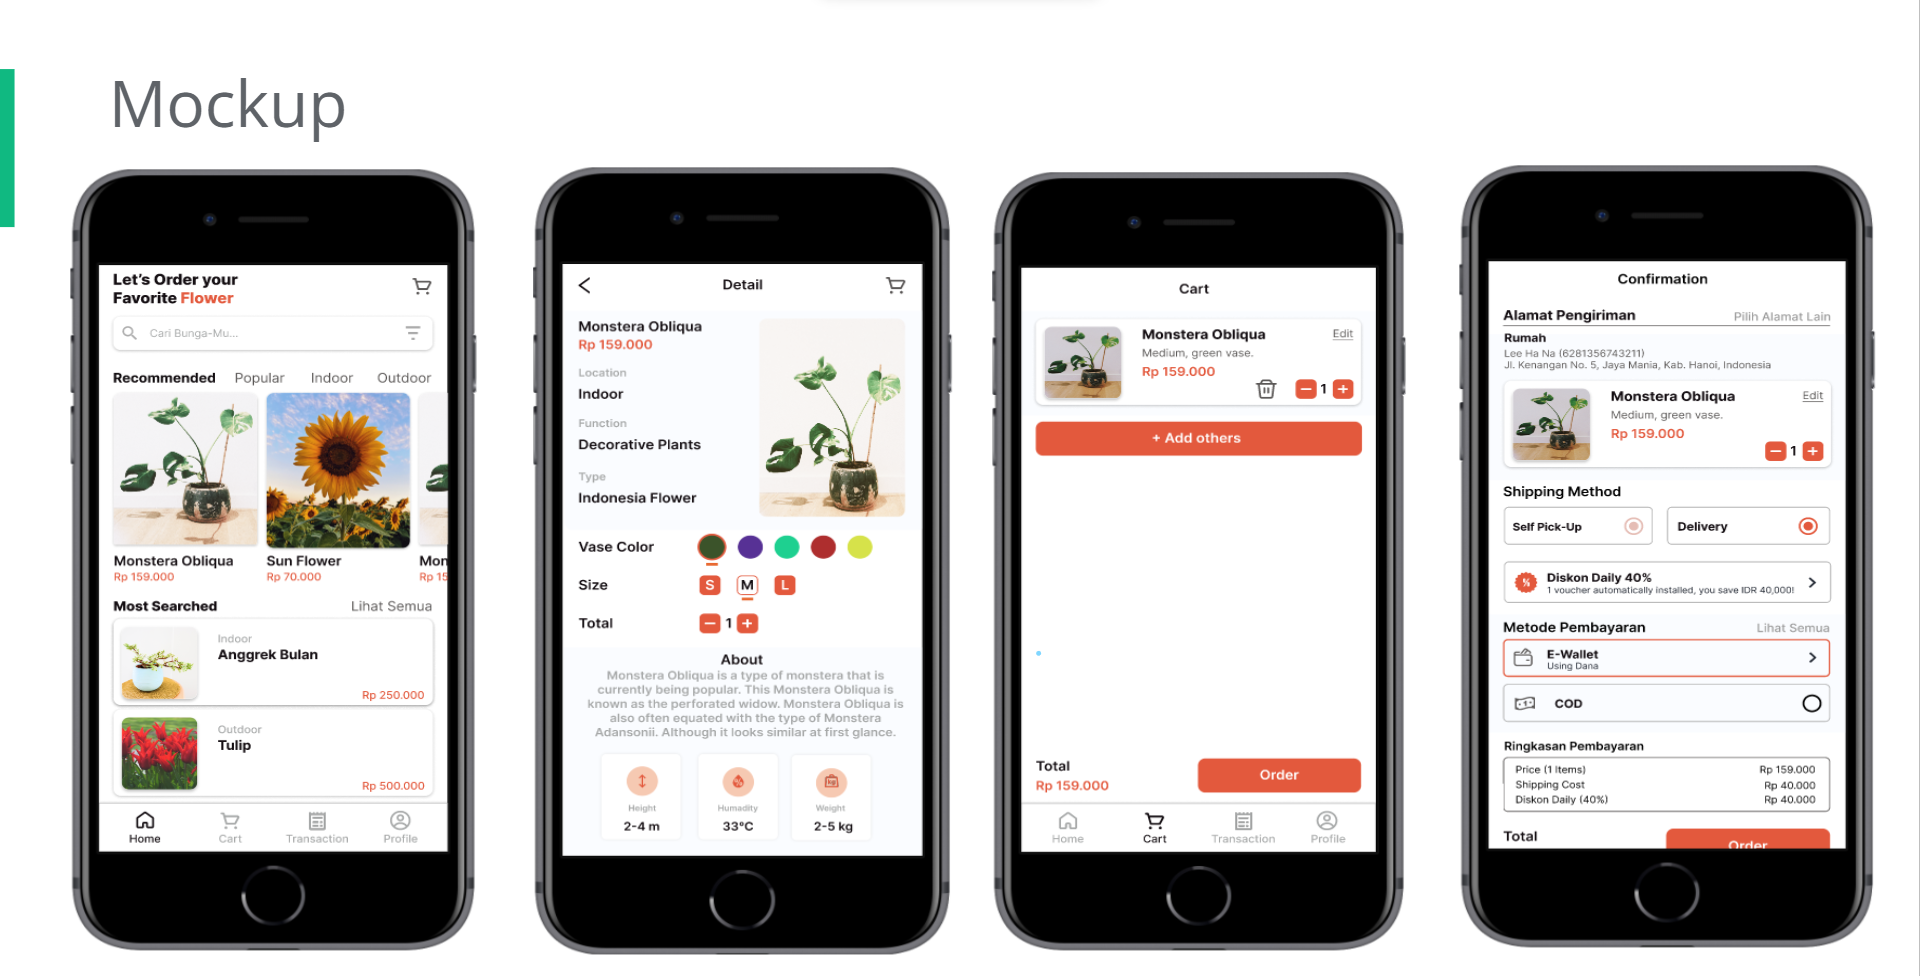 Mockup
Let's Order your
Favorite Flower
Cari Bunga-Mu...
Recommended Popular Indoor Outdoor
Monstera Obliqua Sun Flower Mon
Rp 159.000 Rp 70.000 Rp 15
Most Searched Lihat Semua
Indoor
Anggrek Bulan
Rp 250.000
Outdoor
Tulip
Rp 500.000
Home Cart Transaction Profile
Detail
Monstera Obliqua
Rp 159.000
Location
Indoor
Function
Decorative Plants
Type
Indonesia Flower
Vase Color
Size S M L
Total − 1 +
About
Monstera Obliqua is a type of monstera that is
currently being popular. This Monstera Obliqua is
known as the perforated widow. Monstera Obliqua is
also often equated with the type of Monstera
Adansonii. Although it looks similar at first glance.
Height Humadity Weight
2-4 m 33°C 2-5 kg
Cart
Monstera Obliqua Edit
Medium, green vase.
Rp 159.000
− 1 +
+ Add others
Total
Rp 159.000
Order
Home Cart Transaction Profile
Confirmation
Alamat Pengiriman Pilih Alamat Lain
Rumah
Lee Ha Na (6281356743211)
Jl. Kenangan No. 5, Jaya Mania, Kab. Hanoi, Indonesia
Monstera Obliqua Edit
Medium, green vase.
Rp 159.000
− 1 +
Shipping Method
Self Pick-Up Delivery
Diskon Daily 40%
1 voucher automatically installed, you save IDR 40,000!
Metode Pembayaran Lihat Semua
E-Wallet
Using Dana
COD
Ringkasan Pembayaran
Price (1 Items) Rp 159.000
Shipping Cost Rp 40.000
Diskon Daily (40%) Rp 40.000
Total Order